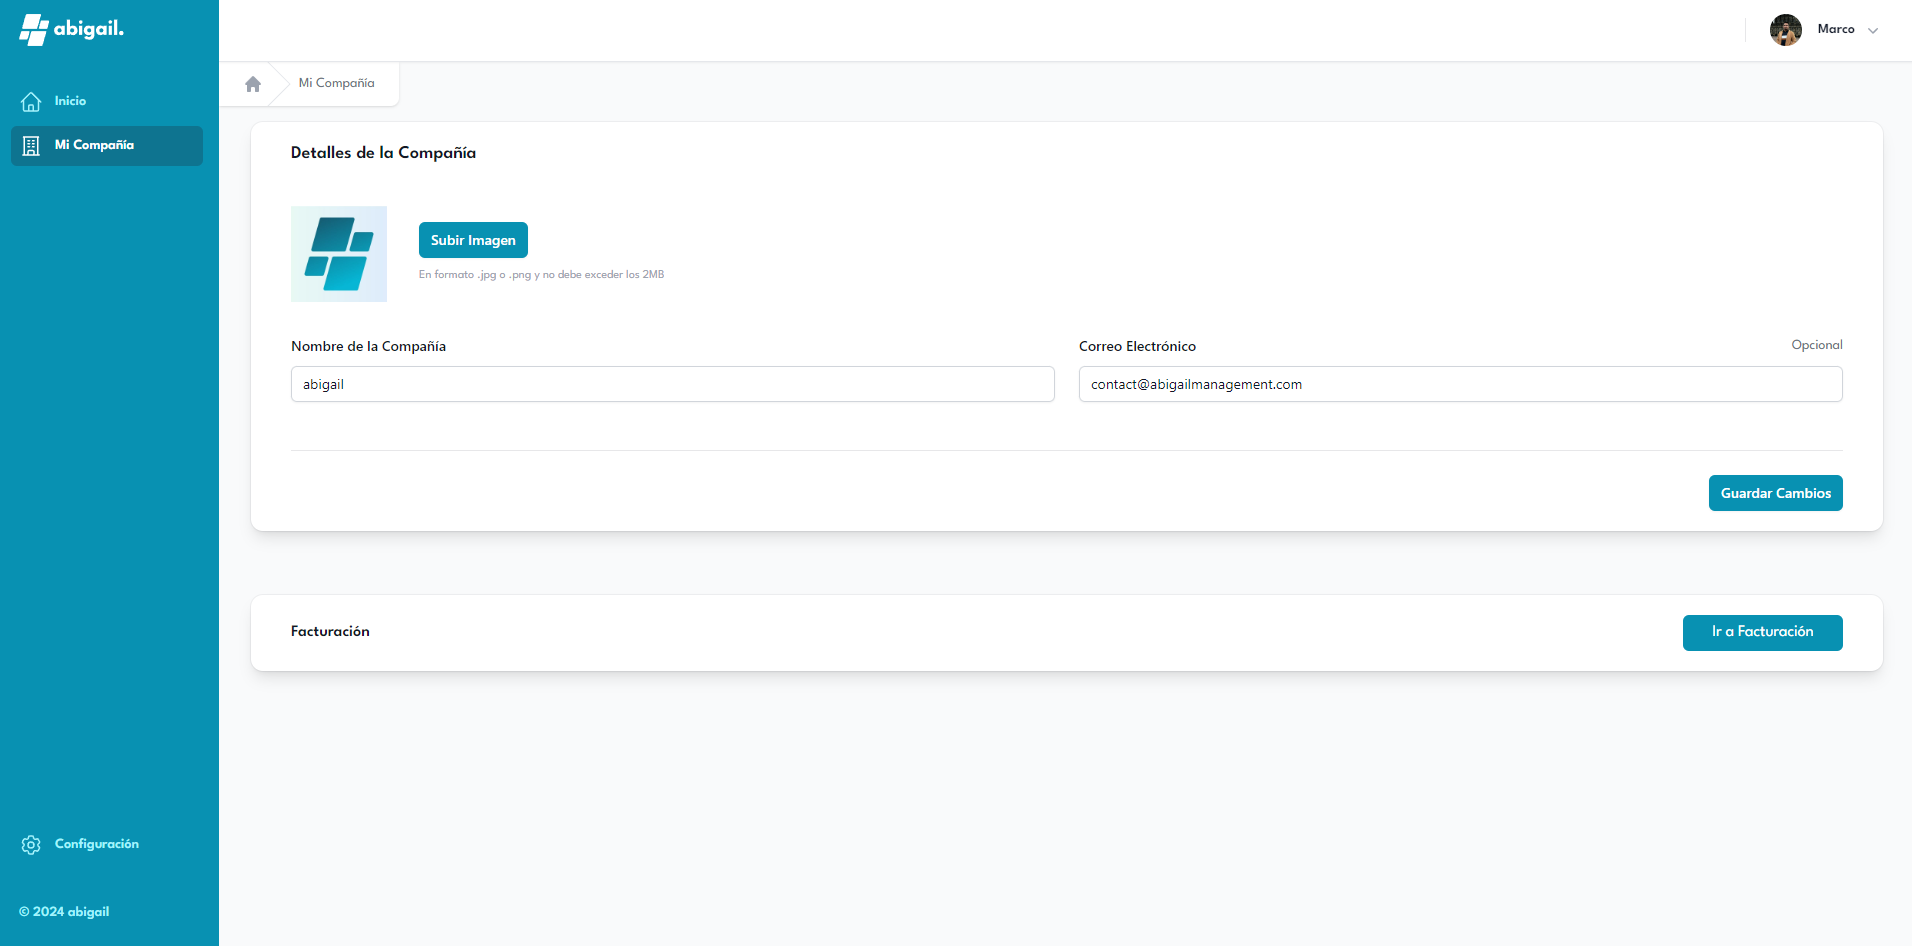 abigail.
Marco
Inicio
Mi Compañía
Mi Compañía
Detalles de la Compañía
Subir Imagen
En formato .jpg o .png y no debe exceder los 2MB
Nombre de la Compañía
abigail
Correo Electrónico
Opcional
contact@abigailmanagement.com
Guardar Cambios
Facturación
Ir a Facturación
Configuración
© 2024 abigail